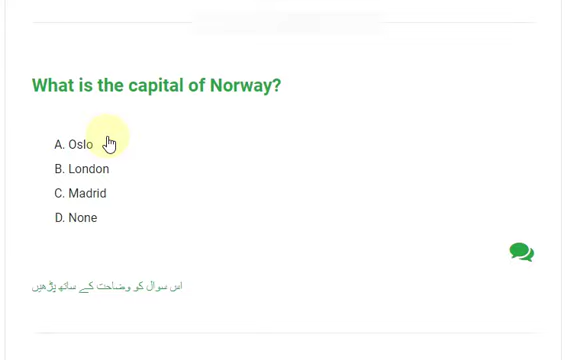 What is the capital of Norway?
A. Oslo
B. London
C. Madrid
D. None
اس سوال کو وضاحت کے ساتھ پڑھیں